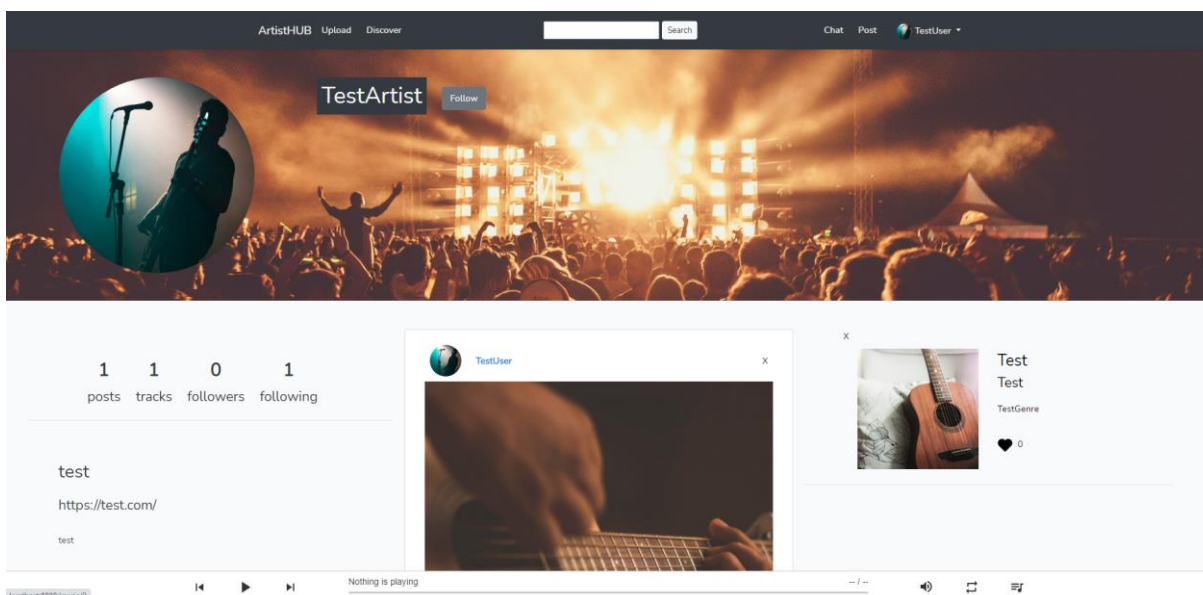 ArtistHUB Upload Discover Search Chat Post TestUser
TestArtist Follow
1 1 0 1
posts tracks followers following
test
https://test.com/
test
TestUser X
X
Test
Test
TestGenre
0
Nothing is playing -- / --